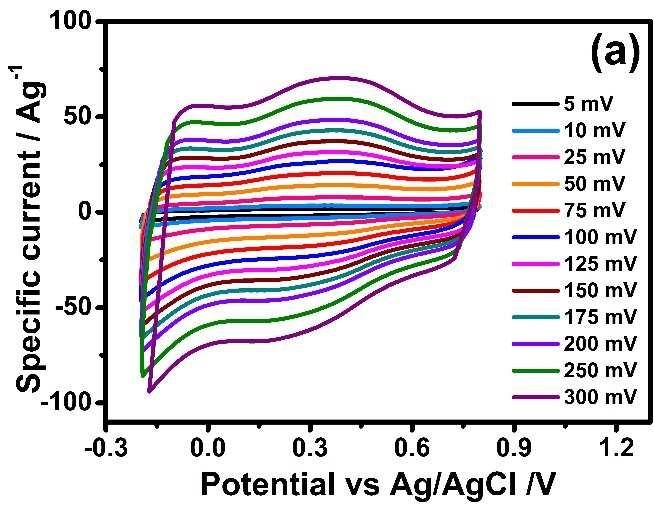 (a)
100
50
0
-50
-100
Specific current / Ag-1
5 mV
10 mV
25 mV
50 mV
75 mV
100 mV
125 mV
150 mV
175 mV
200 mV
250 mV
300 mV
-0.3 0.0 0.3 0.6 0.9 1.2
Potential vs Ag/AgCl /V